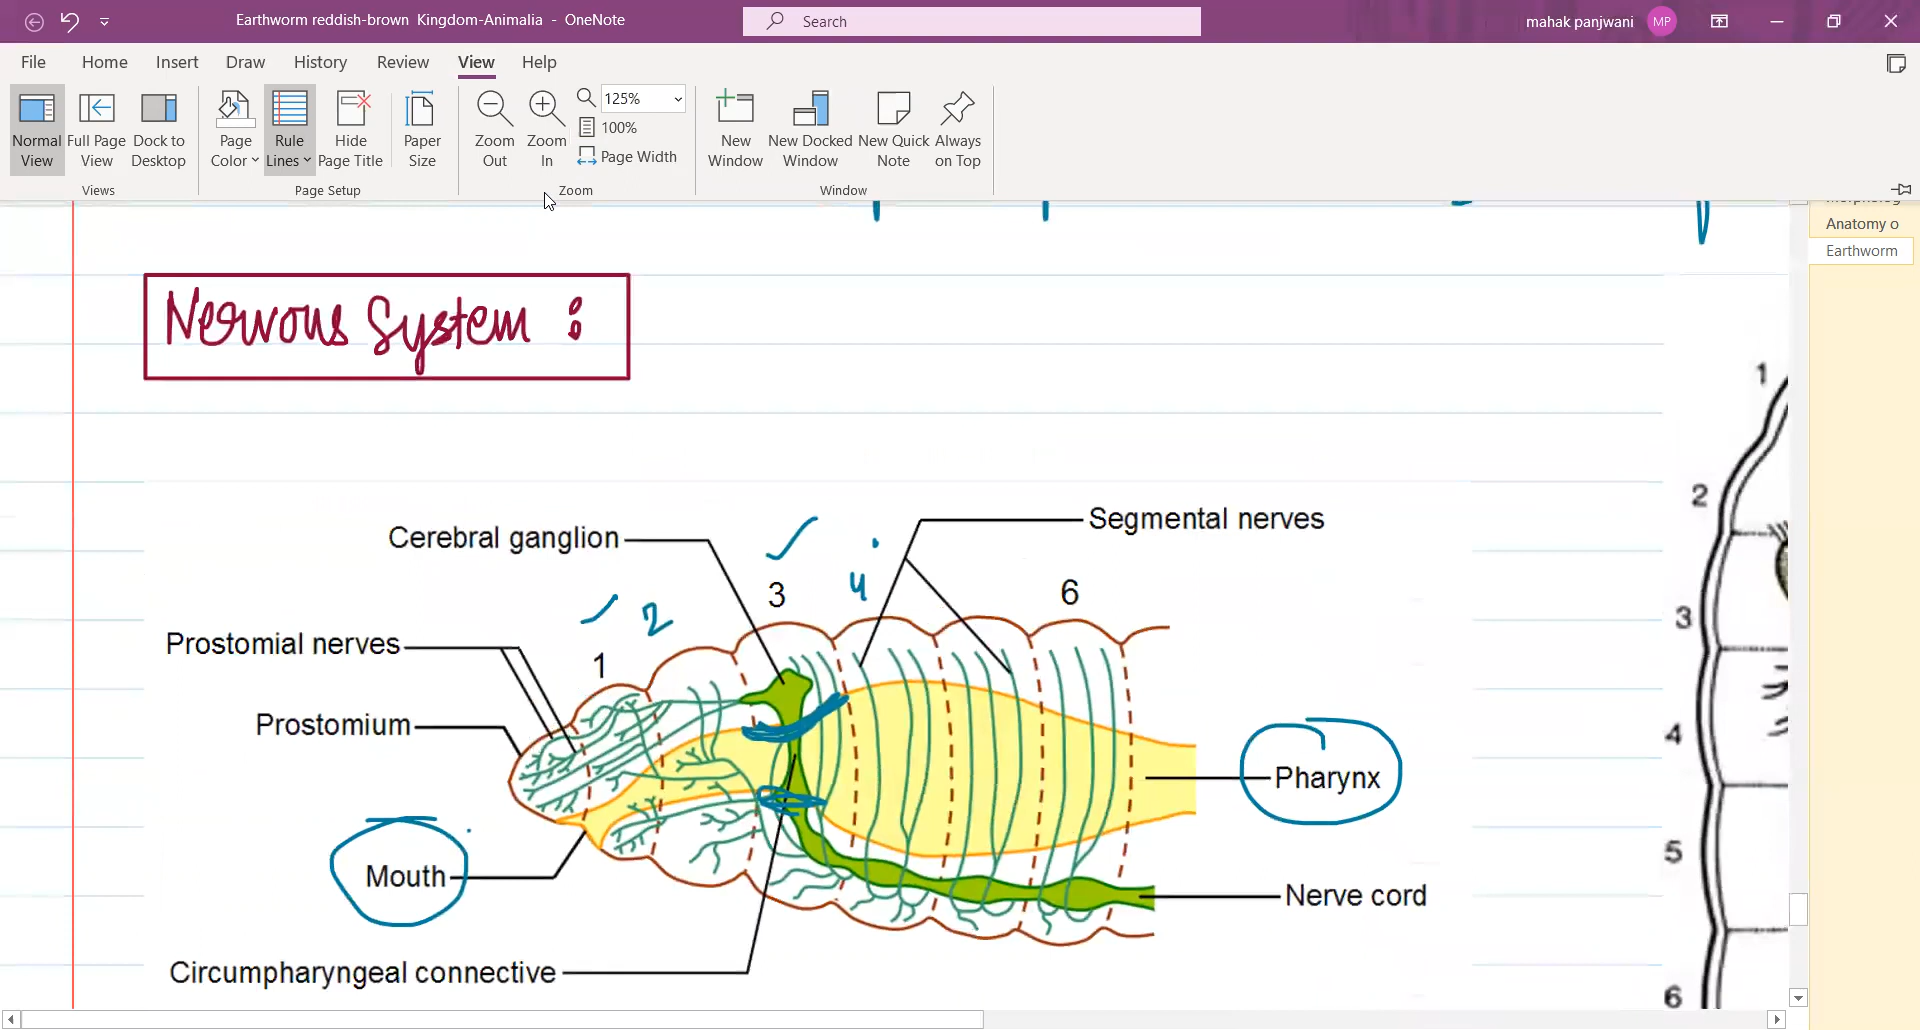 Earthworm reddish-brown Kingdom-Animalia - OneNote
Search
mahak panjwani
MP
File Home Insert Draw History Review View Help
Normal View
Full Page View
Dock to Desktop
Page Color
Rule Lines
Hide Page Title
Paper Size
Zoom Out
Zoom In
125%
100%
Page Width
New Window
New Docked Window
New Quick Note
Always on Top
Views
Page Setup
Zoom
Window
Anatomy o
Earthworm
Nervous System :
1
2
3
4
5
6
Cerebral ganglion
Segmental nerves
3
4
6
2
Prostomial nerves
1
Prostomium
Pharynx
Mouth
Nerve cord
Circumpharyngeal connective